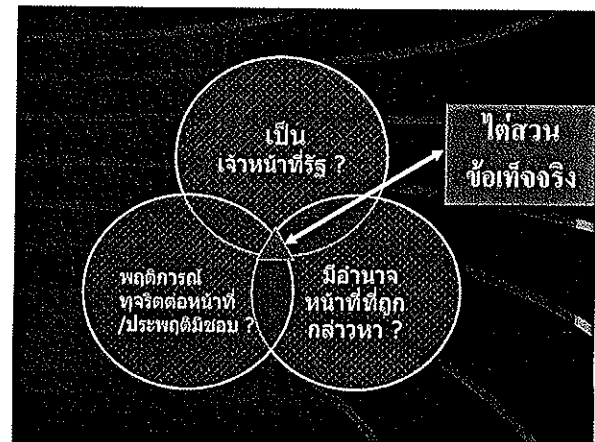 เป็น
เจ้าหน้าที่รัฐ ?
ไต่สวน
ข้อเท็จจริง
พฤติการณ์
ทุจริตต่อหน้าที่
/ประพฤติมิชอบ ?
มีอำนาจ
หน้าที่ที่ถูก
กล่าวหา ?